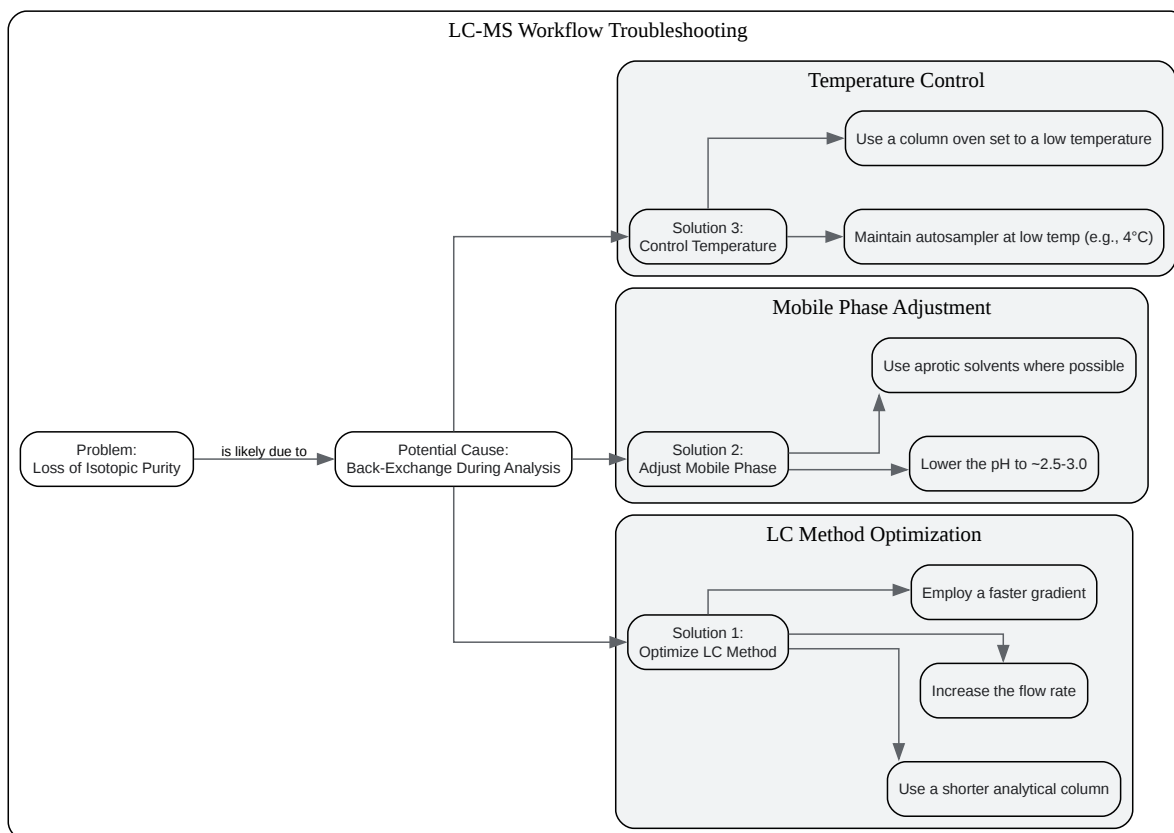 LC-MS Workflow Troubleshooting
Temperature Control
Use a column oven set to a low temperature
Solution 3:
Control Temperature
Maintain autosampler at low temp (e.g., 4°C)
Mobile Phase Adjustment
Use aprotic solvents where possible
Problem:
Loss of Isotopic Purity
is likely due to
Potential Cause:
Back-Exchange During Analysis
Solution 2:
Adjust Mobile Phase
Lower the pH to ~2.5-3.0
LC Method Optimization
Employ a faster gradient
Solution 1:
Optimize LC Method
Increase the flow rate
Use a shorter analytical column